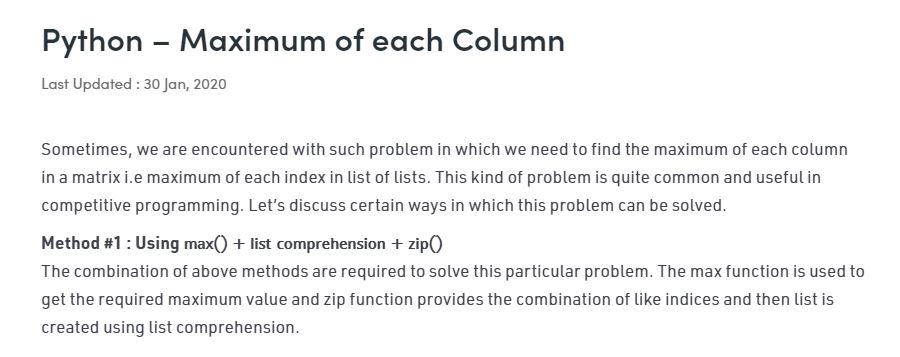 Python – Maximum of each Column
Last Updated : 30 Jan, 2020
Sometimes, we are encountered with such problem in which we need to find the maximum of each column
in a matrix i.e maximum of each index in list of lists. This kind of problem is quite common and useful in
competitive programming. Let’s discuss certain ways in which this problem can be solved.
Method #1 : Using max() + list comprehension + zip()
The combination of above methods are required to solve this particular problem. The max function is used to
get the required maximum value and zip function provides the combination of like indices and then list is
created using list comprehension.